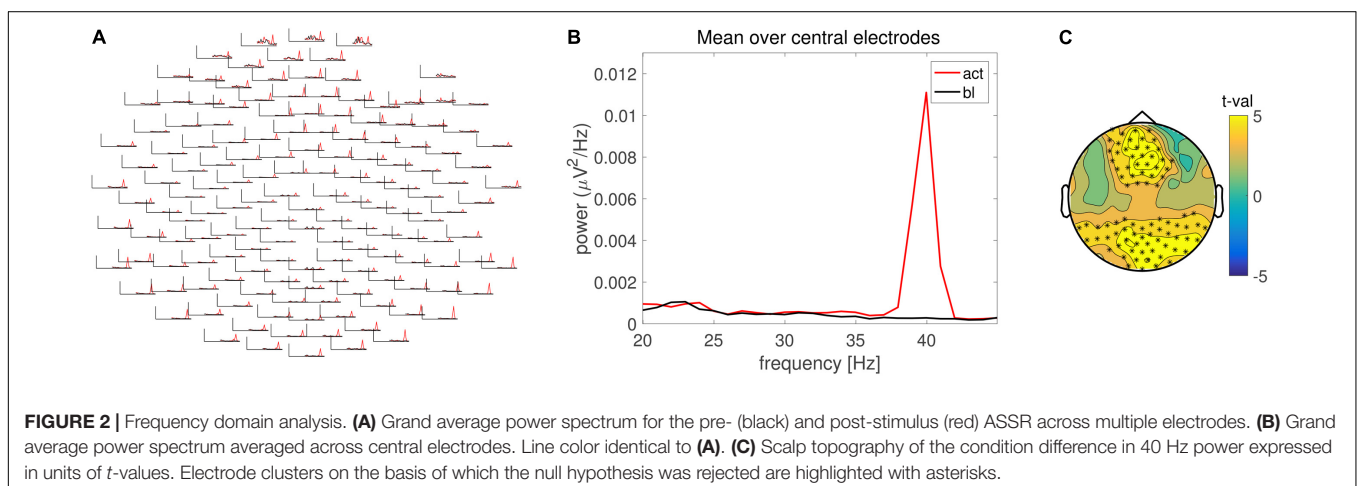 A
B
C
Mean over central electrodes
act
bl
0.012
0.01
0.008
0.006
0.004
0.002
0
power (µV²/Hz)
20
25
30
35
40
frequency [Hz]
t-val
5
0
-5
FIGURE 2 | Frequency domain analysis. (A) Grand average power spectrum for the pre- (black) and post-stimulus (red) ASSR across multiple electrodes. (B) Grand
average power spectrum averaged across central electrodes. Line color identical to (A). (C) Scalp topography of the condition difference in 40 Hz power expressed
in units of t-values. Electrode clusters on the basis of which the null hypothesis was rejected are highlighted with asterisks.